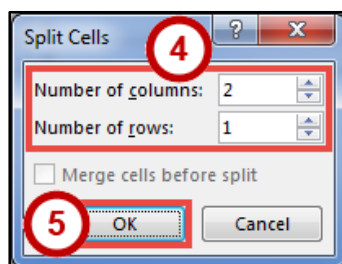 Split Cells
4
?
x
Number of columns: 2
Number of rows: 1
Merge cells before split
5
OK
Cancel